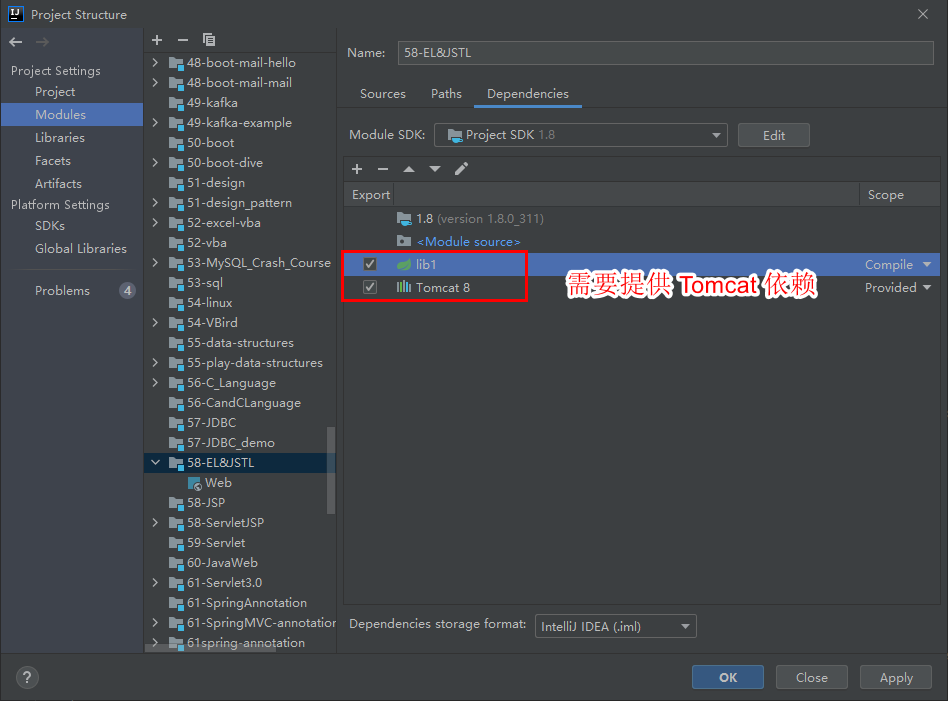 Project Structure
Project Settings
Project
Modules
Libraries
Facets
Artifacts
Platform Settings
SDKs
Global Libraries
Problems 4
48-boot-mail-hello
48-boot-mail-mail
49-kafka
49-kafka-example
50-boot
50-boot-dive
51-design
51-design_pattern
52-excel-vba
52-vba
53-MySQL_Crash_Course
53-sql
54-linux
54-VBird
55-data-structures
55-play-data-structures
56-C_Language
56-CandCLanguage
57-JDBC
57-JDBC_demo
58-EL&JSTL
Web
58-JSP
58-ServletJSP
59-Servlet
60-JavaWeb
61-Servlet3.0
61-SpringAnnotation
61-SpringMVC-annotation
61spring-annotation
Name: 58-EL&JSTL
Sources Paths Dependencies
Module SDK: Project SDK 1.8 Edit
Export Scope
1.8 (version 1.8.0_311)
<Module source>
lib1 Compile
Tomcat 8 Provided
需要提供 Tomcat 依赖
Dependencies storage format: IntelliJ IDEA (.iml)
? OK Close Apply